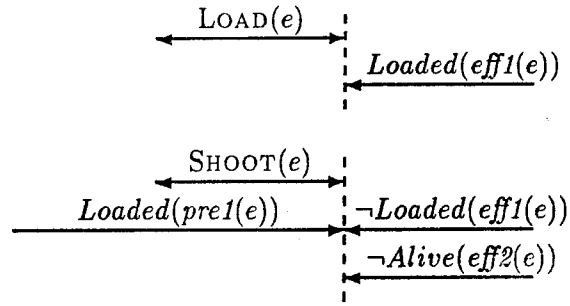 LOAD(e)
Loaded(eff1(e))
SHOOT(e)
Loaded(pre1(e)) ¬Loaded(eff1(e))
¬Alive(eff2(e))